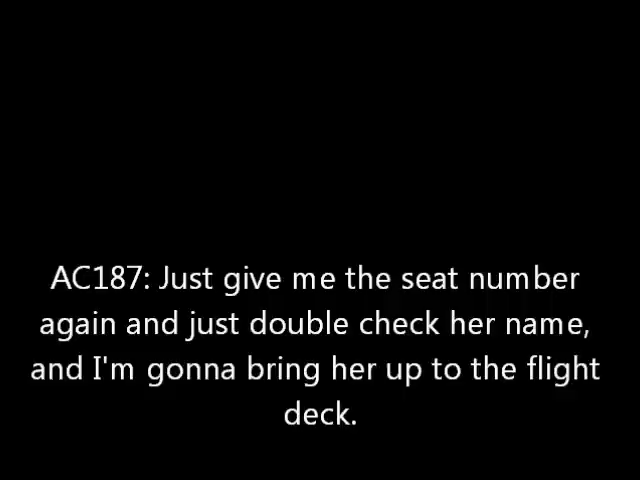 AC187: Just give me the seat number
again and just double check her name,
and I'm gonna bring her up to the flight
deck.